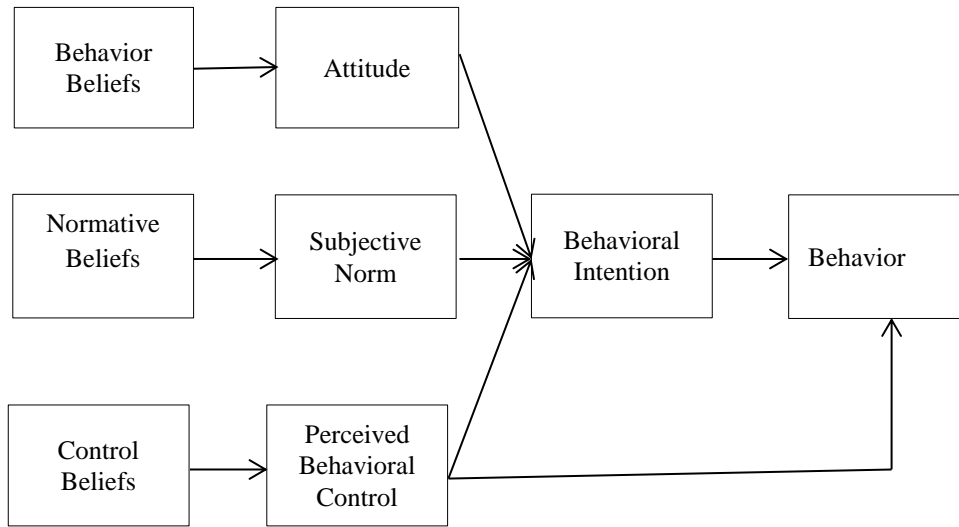 Behavior
Beliefs
Attitude
Normative
Beliefs
Subjective
Norm
Behavioral
Intention
Behavior
Control
Beliefs
Perceived
Behavioral
Control